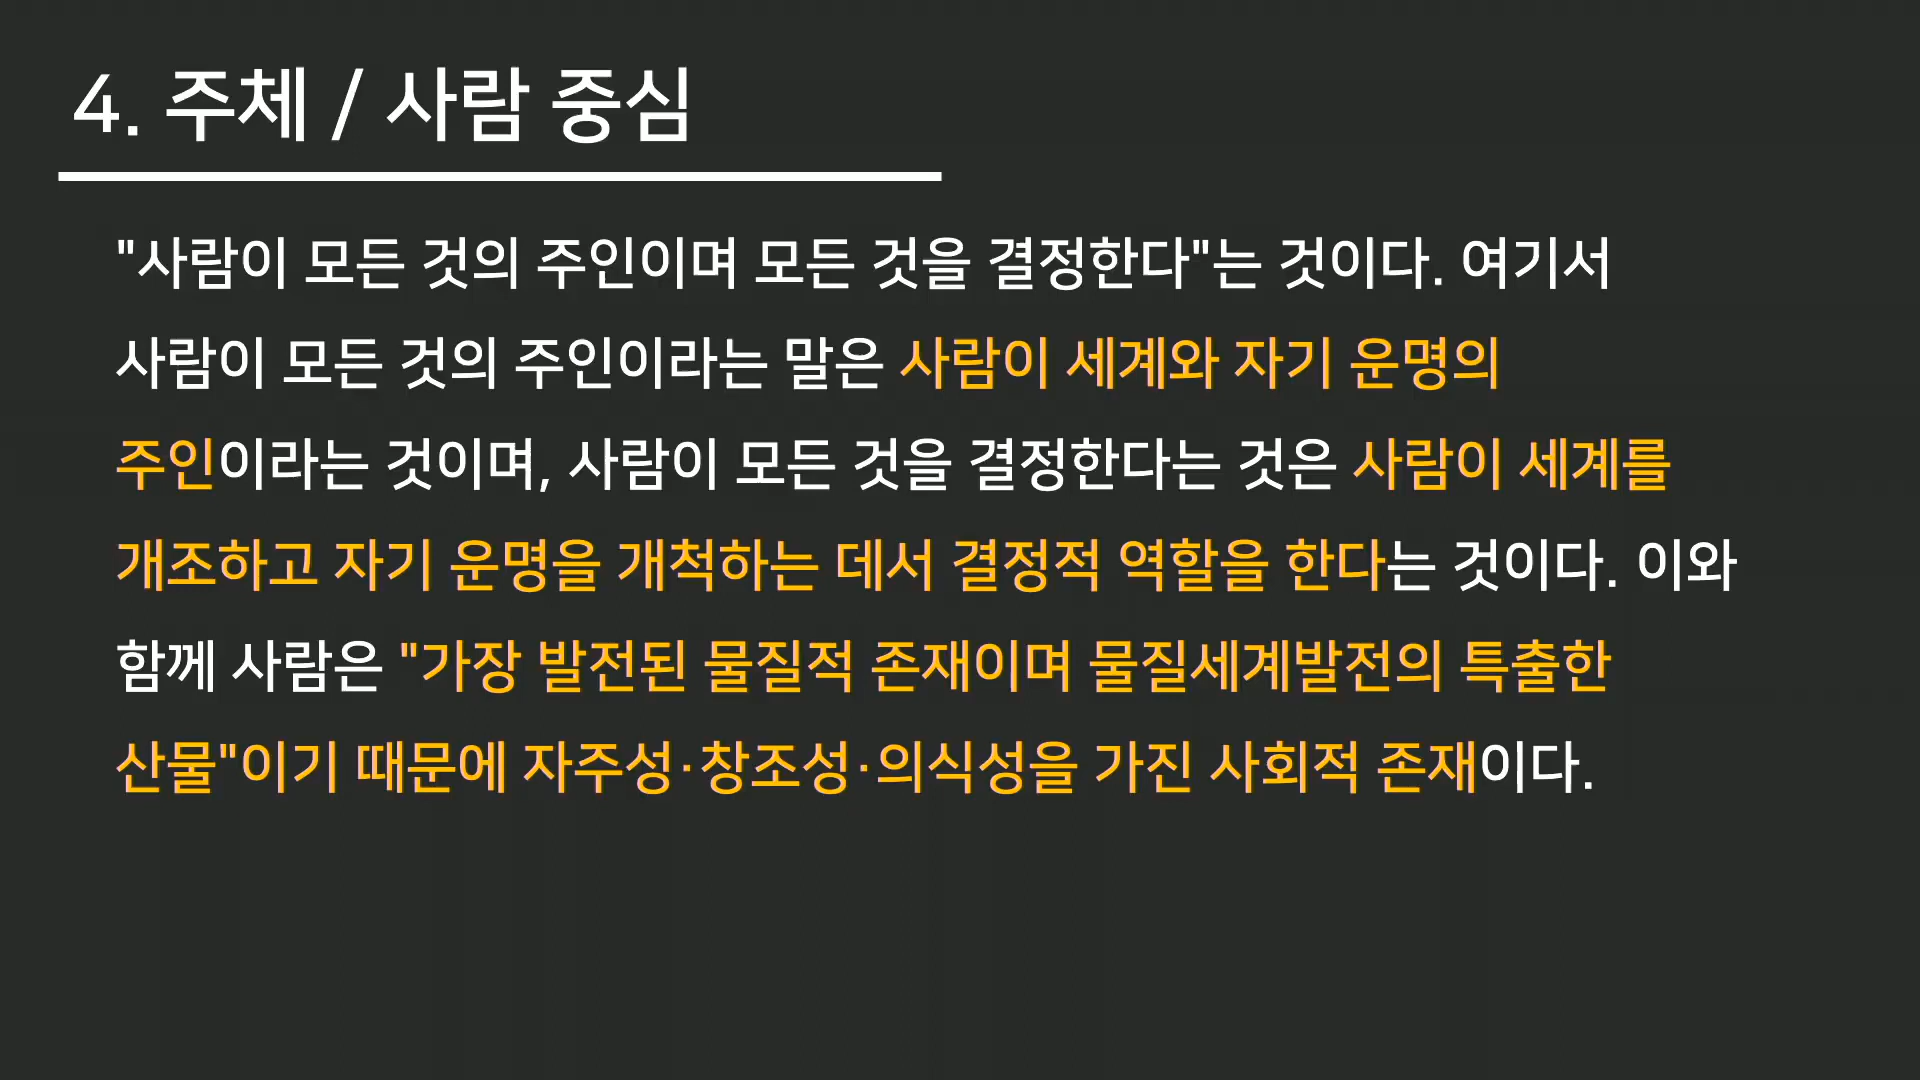 4. 주체 / 사람 중심
"사람이 모든 것의 주인이며 모든 것을 결정한다"는 것이다. 여기서
사람이 모든 것의 주인이라는 말은 사람이 세계와 자기 운명의
주인이라는 것이며, 사람이 모든 것을 결정한다는 것은 사람이 세계를
개조하고 자기 운명을 개척하는 데서 결정적 역할을 한다는 것이다. 이와
함께 사람은 "가장 발전된 물질적 존재이며 물질세계발전의 특출한
산물"이기 때문에 자주성·창조성·의식성을 가진 사회적 존재이다.